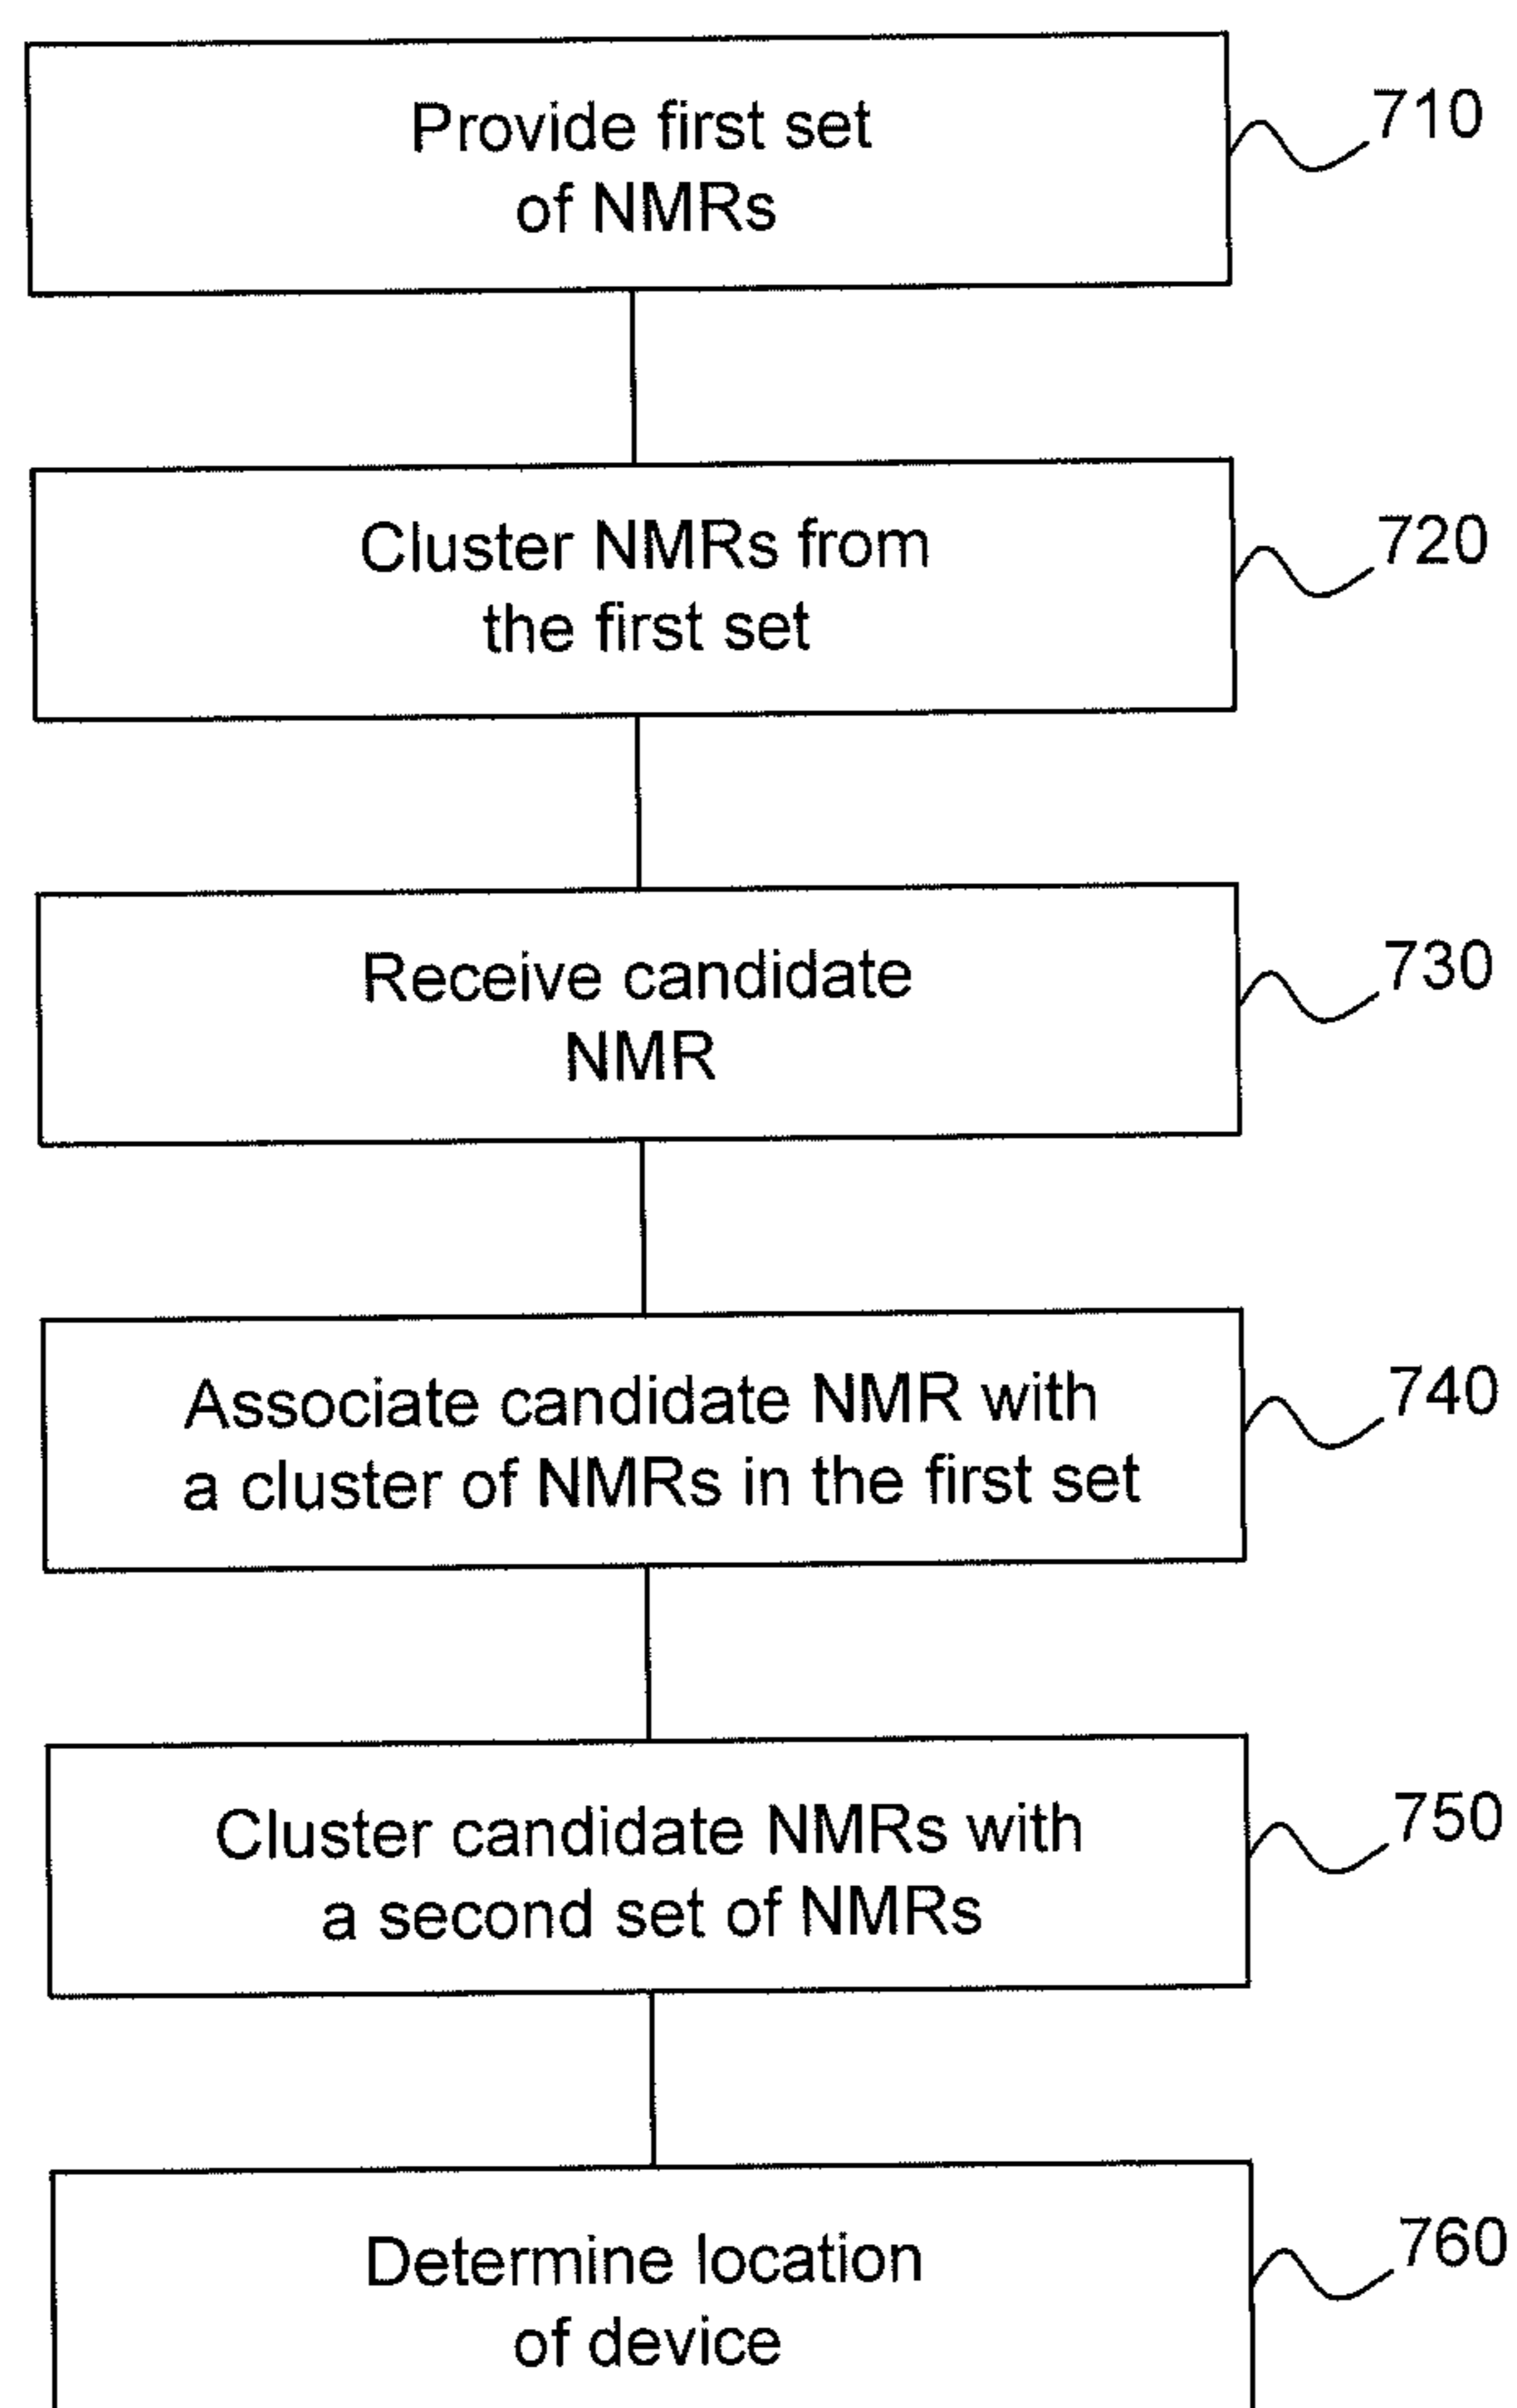 Provide first set
of NMRs
710
Cluster NMRs from
the first set
720
Receive candidate
NMR
730
Associate candidate NMR with
a cluster of NMRs in the first set
740
Cluster candidate NMRs with
a second set of NMRs
750
Determine location
of device
760